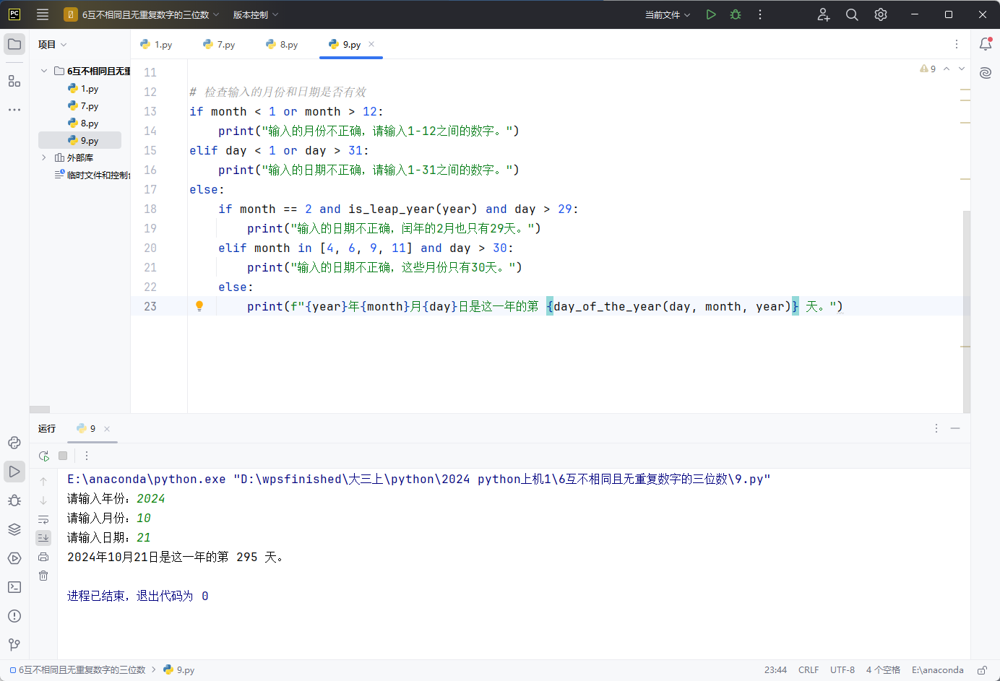 PC
6互不相同且无重复数字的三位数
版本控制
当前文件
项目
1.py
7.py
8.py
9.py
6互不相同且无重
1.py
7.py
8.py
9.py
外部库
临时文件和控制台
9
11
12 # 检查输入的月份和日期是否有效
13 if month < 1 or month > 12:
14 print("输入的月份不正确，请输入1-12之间的数字。")
15 elif day < 1 or day > 31:
16 print("输入的日期不正确，请输入1-31之间的数字。")
17 else:
18 if month == 2 and is_leap_year(year) and day > 29:
19 print("输入的日期不正确，闰年的2月也只有29天。")
20 elif month in [4, 6, 9, 11] and day > 30:
21 print("输入的日期不正确，这些月份只有30天。")
22 else:
23 print(f"{year}年{month}月{day}日是这一年的第 {day_of_the_year(day, month, year)} 天。")
运行
9
E:\anaconda\python.exe "D:\wpsfinished\大三上\python\2024 python上机1\6互不相同且无重复数字的三位数\9.py"
请输入年份：2024
请输入月份：10
请输入日期：21
2024年10月21日是这一年的第 295 天。
进程已结束，退出代码为 0
6互不相同且无重复数字的三位数
9.py
23:44
CRLF
UTF-8
4 个空格
E:\anaconda